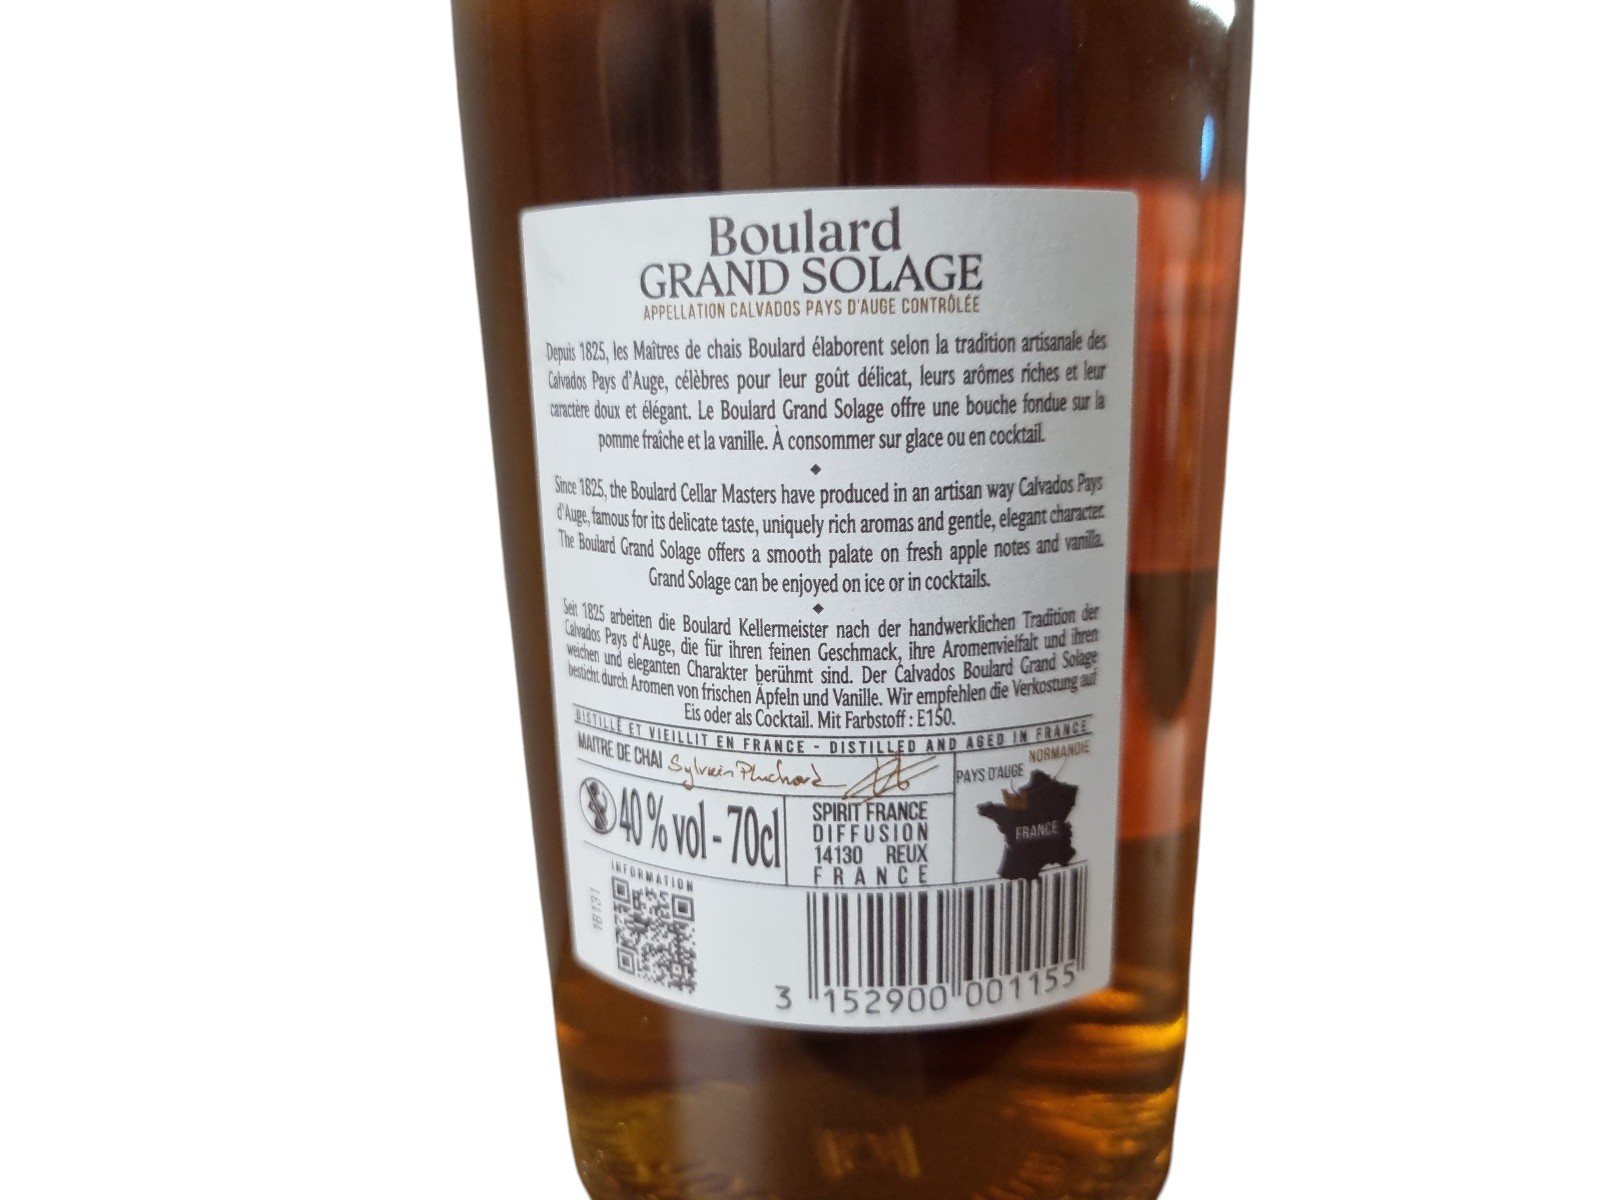 Boulard
GRAND SOLAGE
APPELLATION CALVADOS PAYS D'AUGE CONTRÔLÉE
Depuis 1825, les Maîtres de chais Boulard élaborent selon la tradition artisanale des
Calvados Pays d'Auge, célèbres pour leur goût délicat, leurs arômes riches et leur
caractère doux et élégant. Le Boulard Grand Solage offre une bouche fondue sur la
pomme fraîche et la vanille. À consommer sur glace ou en cocktail.
Since 1825, the Boulard Cellar Masters have produced in an artisan way Calvados Pays
d'Auge, famous for its delicate taste, uniquely rich aromas and gentle, elegant character.
The Boulard Grand Solage offers a smooth palate on fresh apple notes and vanilla.
Grand Solage can be enjoyed on ice or in cocktails.
Seit 1825 arbeiten die Boulard Kellermeister nach der handwerklichen Tradition der
Calvados Pays d'Auge, die für ihren feinen Geschmack, ihre Aromenvielfalt und ihren
weichen und eleganten Charakter berühmt sind. Der Calvados Boulard Grand Solage
besticht durch Aromen von frischen Äpfeln und Vanille. Wir empfehlen die Verkostung auf
Eis oder als Cocktail. Mit Farbstoff : E150.
DISTILLÉ ET VIEILLIT EN FRANCE - DISTILLED AND AGED IN FRANCE
MAITRE DE CHAI Sylvain Pluchard
NORMANDIE
PAYS D'AUGE
FRANCE
40 % vol - 70cl
SPIRIT FRANCE
DIFFUSION
14130 REUX
FRANCE
INFORMATION
18131
3 152900 001155